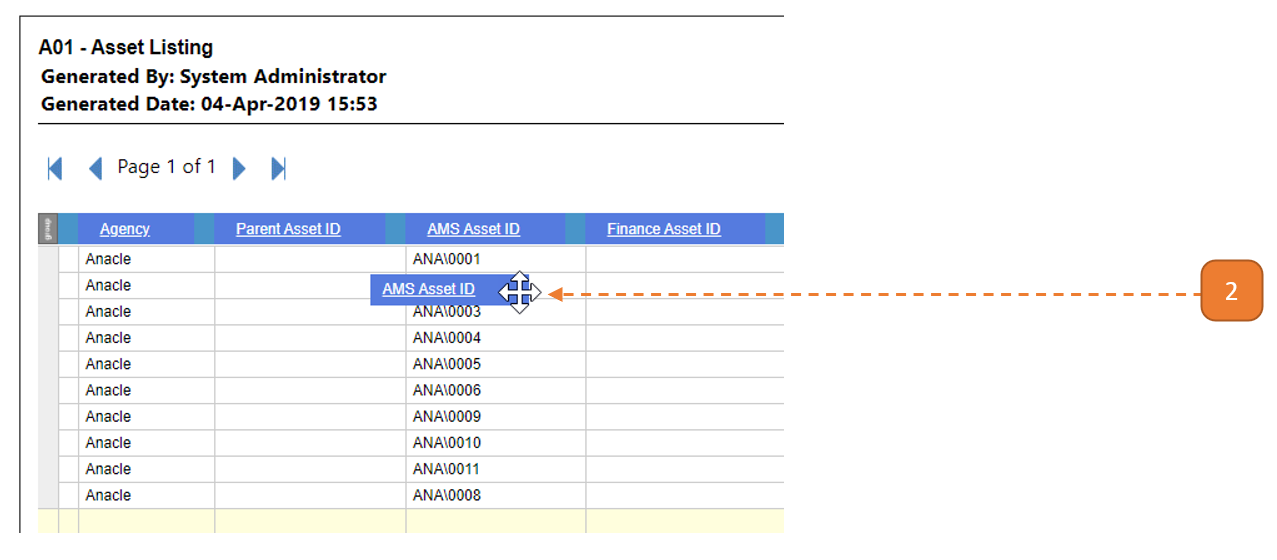 A01 - Asset Listing
Generated By: System Administrator
Generated Date: 04-Apr-2019 15:53
Page 1 of 1
group Agency Parent Asset ID AMS Asset ID Finance Asset ID
Anacle ANA\0001
Anacle AMS Asset ID
Anacle ANA\0003
2
Anacle ANA\0004
Anacle ANA\0005
Anacle ANA\0006
Anacle ANA\0009
Anacle ANA\0010
Anacle ANA\0011
Anacle ANA\0008